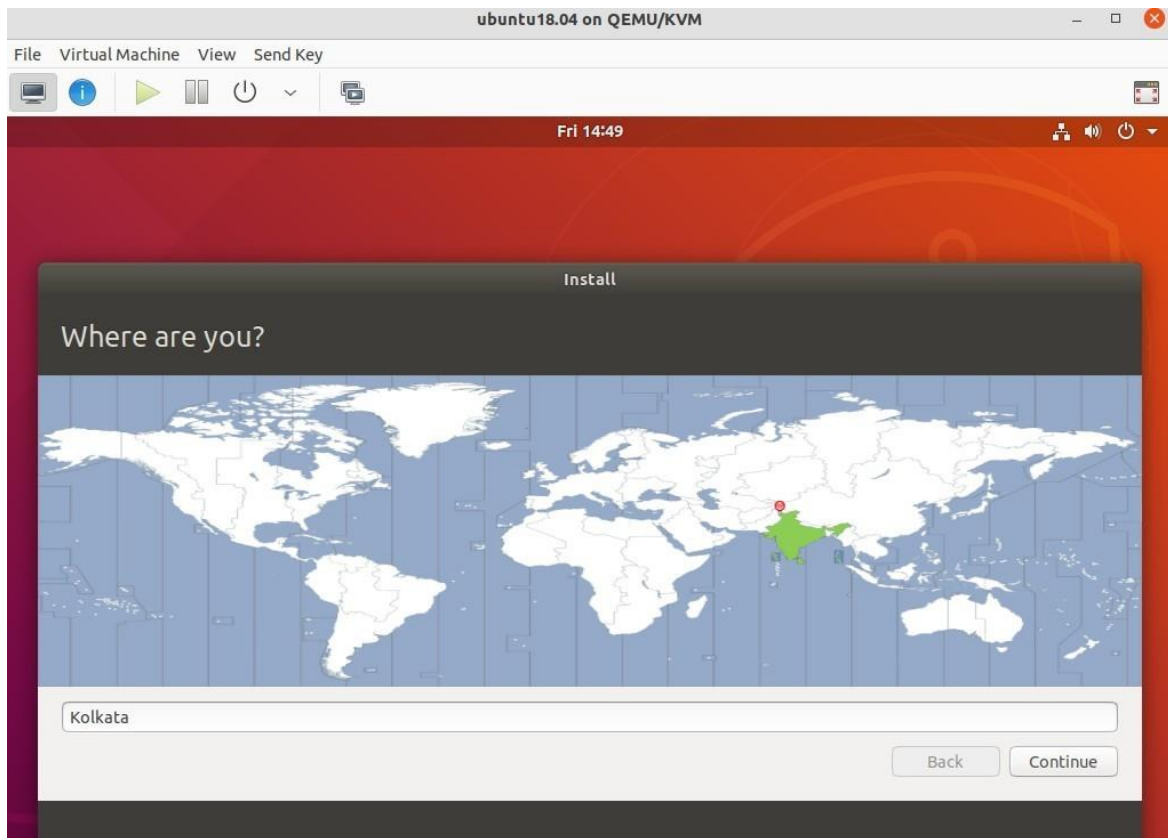 ubuntu18.04 on QEMU/KVM
File Virtual Machine View Send Key
Fri 14:49
Install
Where are you?
Kolkata
Back Continue